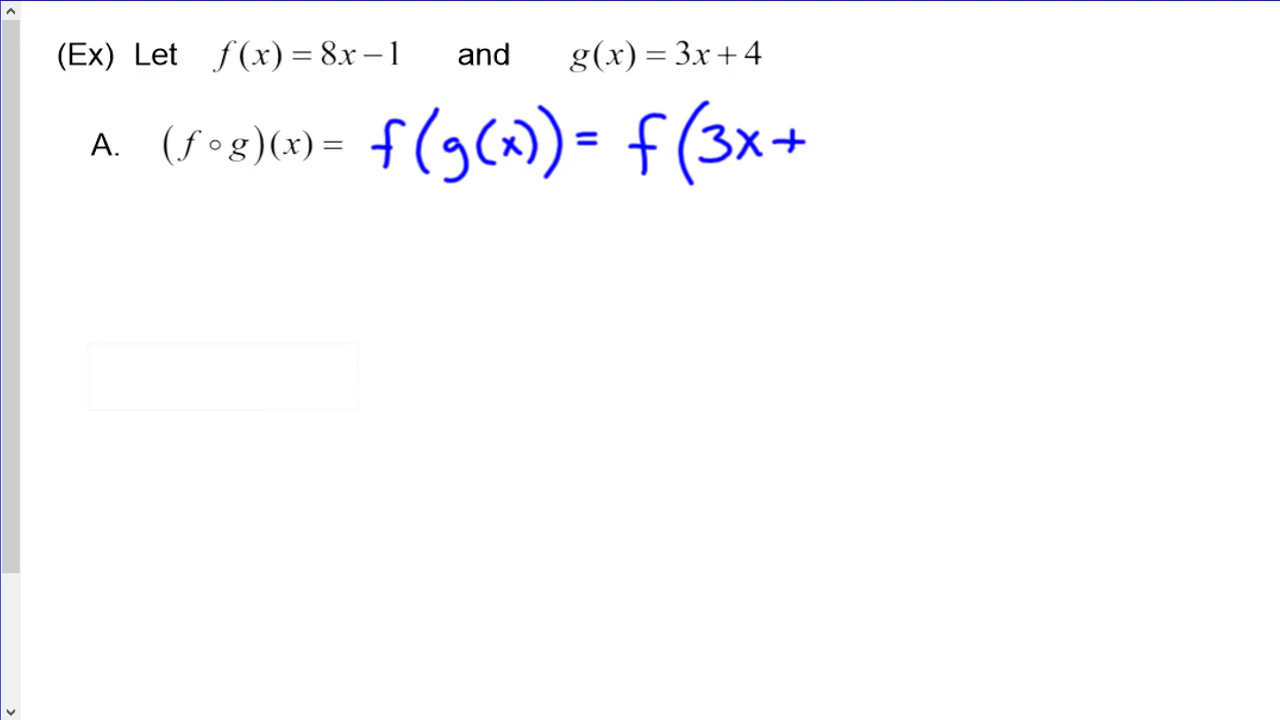 (Ex) Let f(x) = 8x − 1 and g(x) = 3x + 4
A. (f ∘ g)(x) = f(g(x)) = f(3x +